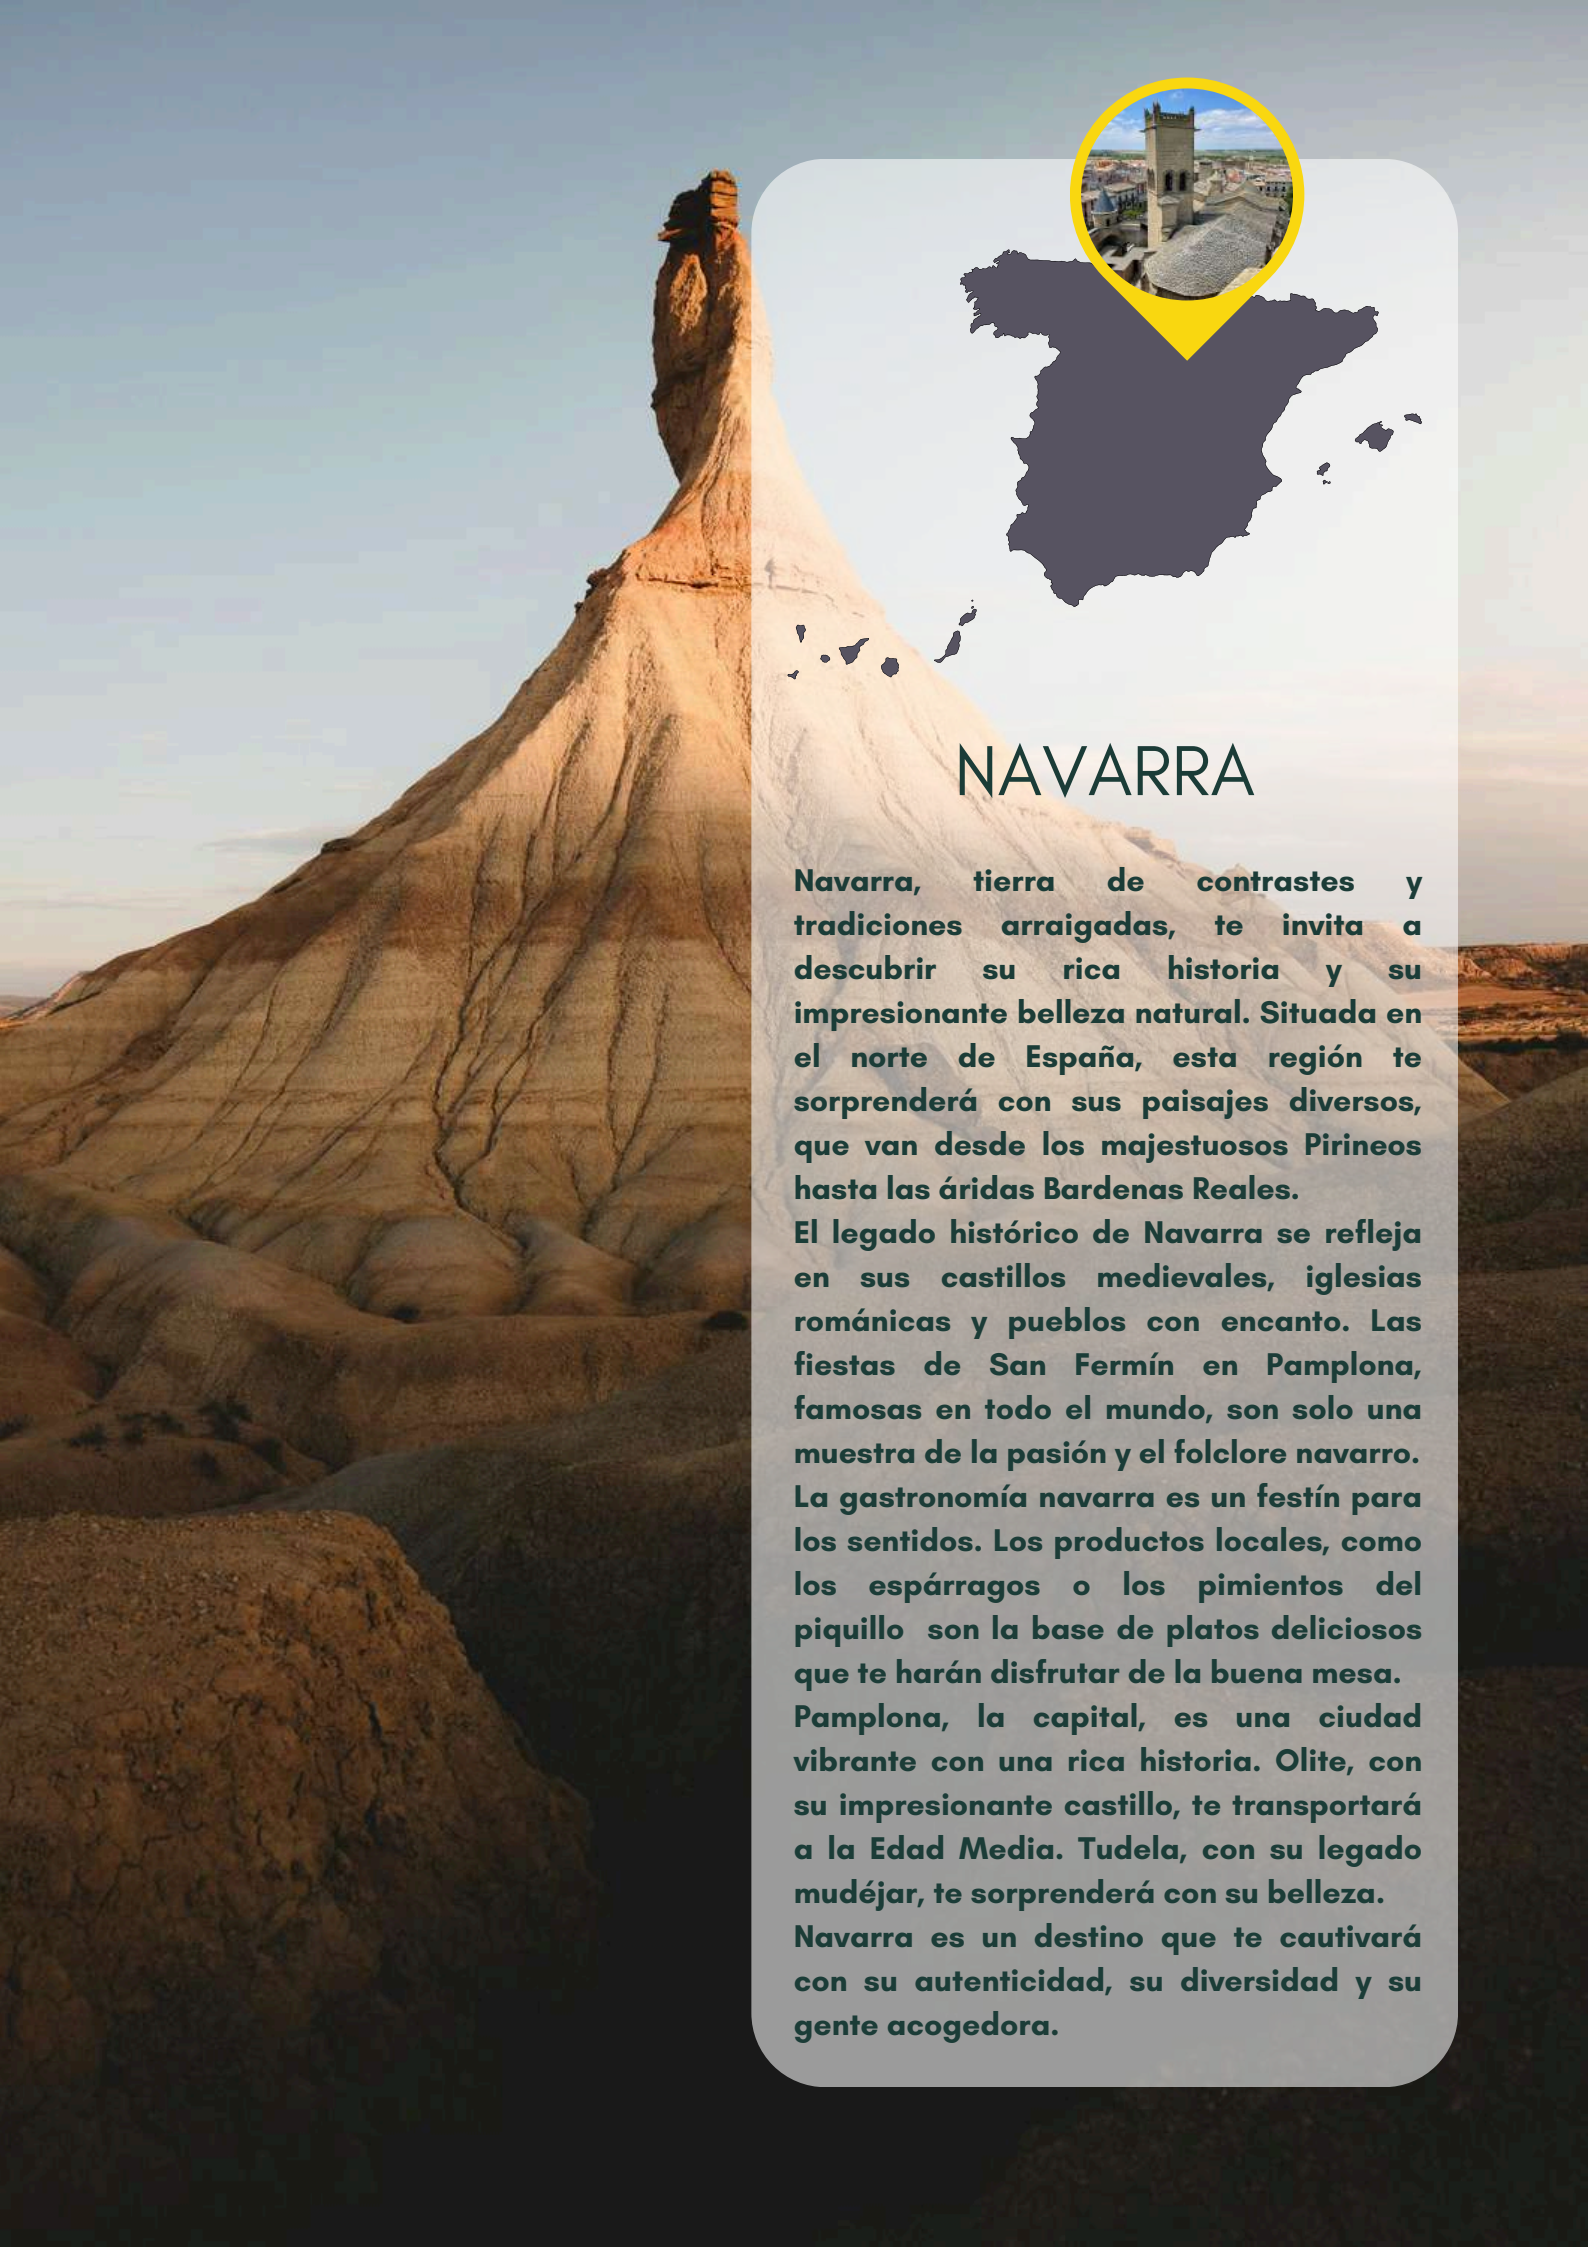 NAVARRA
Navarra, tierra de contrastes y
tradiciones arraigadas, te invita a
descubrir su rica historia y su
impresionante belleza natural. Situada en
el norte de España, esta región te
sorprenderá con sus paisajes diversos,
que van desde los majestuosos Pirineos
hasta las áridas Bardenas Reales.
El legado histórico de Navarra se refleja
en sus castillos medievales, iglesias
románicas y pueblos con encanto. Las
fiestas de San Fermín en Pamplona,
famosas en todo el mundo, son solo una
muestra de la pasión y el folclore navarro.
La gastronomía navarra es un festín para
los sentidos. Los productos locales, como
los espárragos o los pimientos del
piquillo son la base de platos deliciosos
que te harán disfrutar de la buena mesa.
Pamplona, la capital, es una ciudad
vibrante con una rica historia. Olite, con
su impresionante castillo, te transportará
a la Edad Media. Tudela, con su legado
mudéjar, te sorprenderá con su belleza.
Navarra es un destino que te cautivará
con su autenticidad, su diversidad y su
gente acogedora.